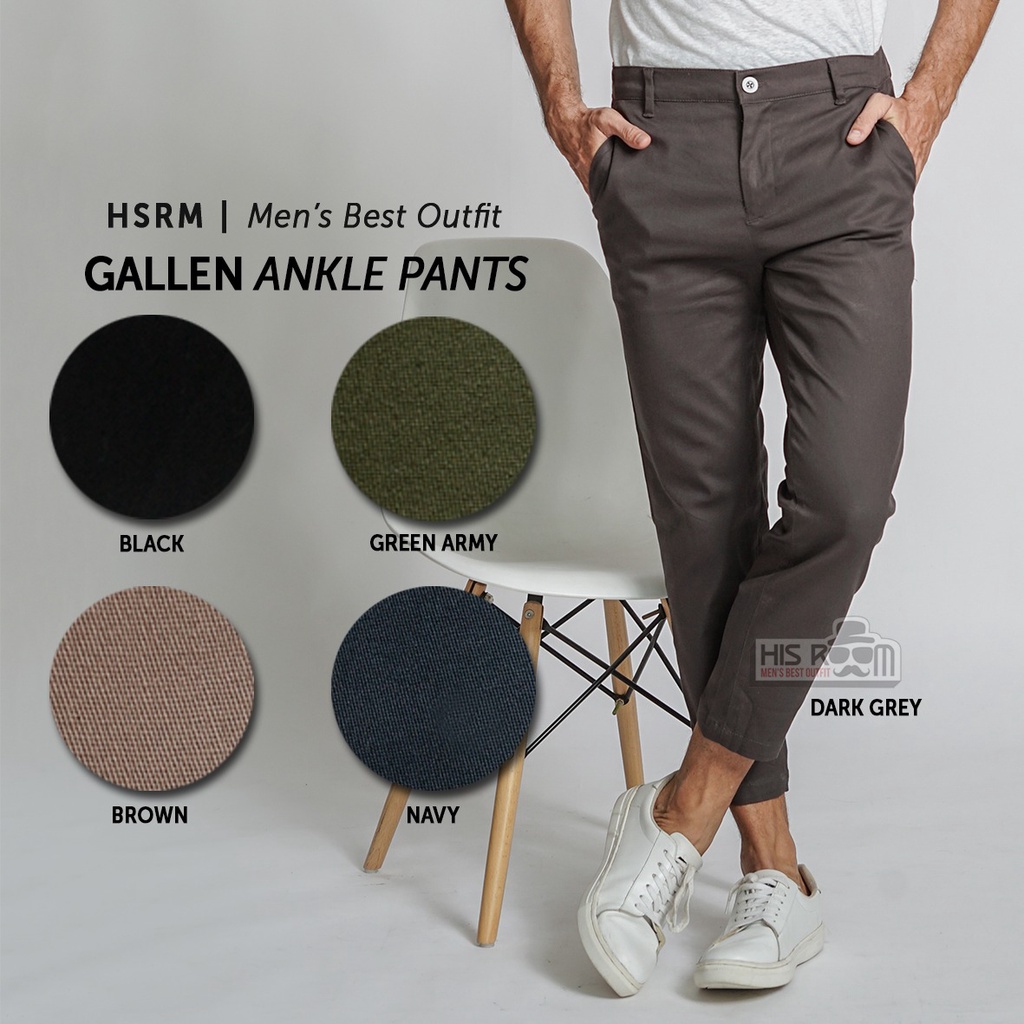 HSRM | Men's Best Outfit
GALLEN ANKLE PANTS
BLACK
GREEN ARMY
BROWN
NAVY
HIS ROOM
MEN'S BEST OUTFIT
DARK GREY